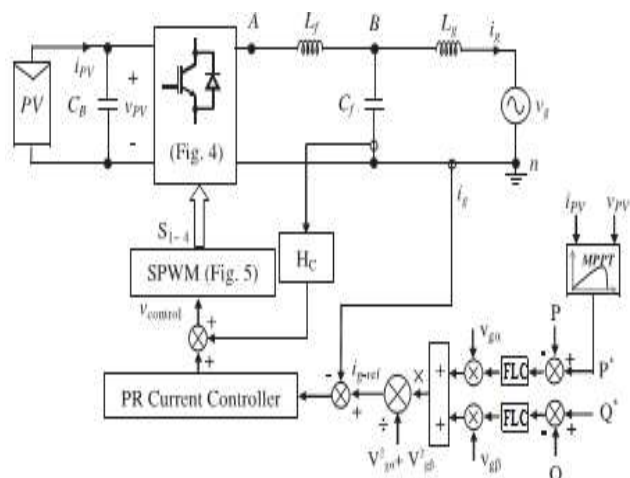 A
L_f
B
L_g
i_g
i_PV
+
PV
C_B
v_PV
-
C_f
v_g
(Fig. 4)
n
i_g
i_PV
v_PV
S_1-4
H_C
MPPT
SPWM (Fig. 5)
v_control
P
v_gα
+
+
- +
FLC
P*
-
i_g-ref
×
+
PR Current Controller
+
÷
+
FLC
Q*
- +
V²_gα + V²_gβ
v_gβ
Q